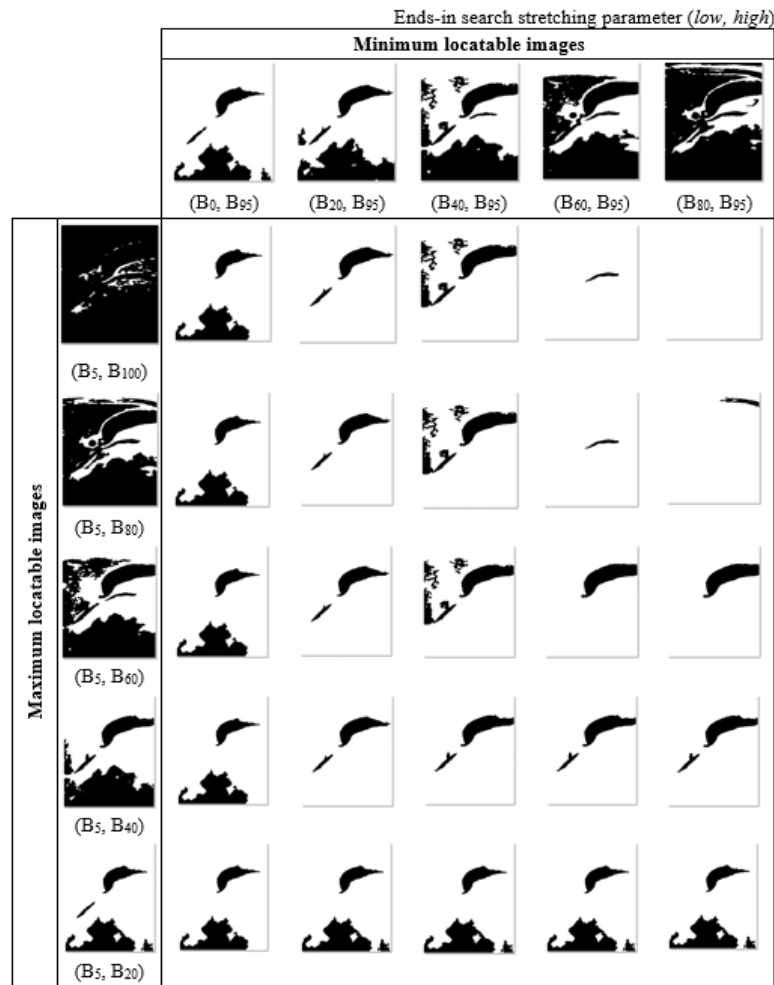 Ends-in search stretching parameter (low, high)
Minimum locatable images
(B0, B95) (B20, B95) (B40, B95) (B60, B95) (B80, B95)
Maximum locatable images
(B5, B100)
(B5, B80)
(B5, B60)
(B5, B40)
(B5, B20)